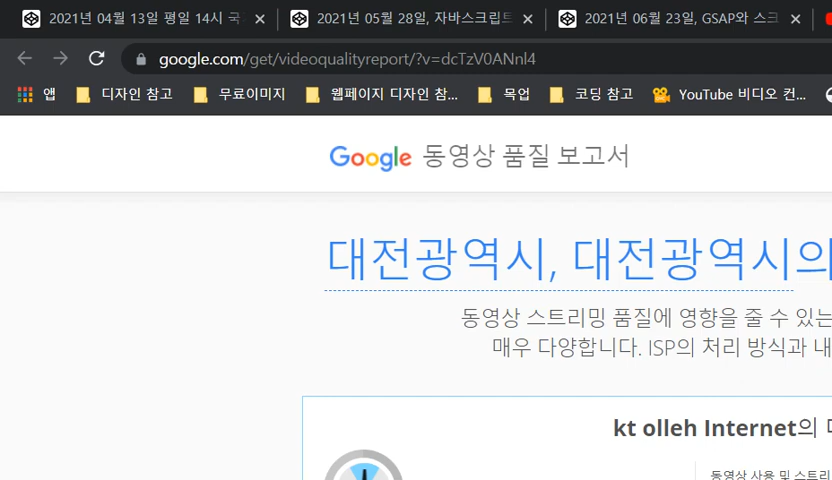 2021년 04월 13일 평일 14시 국
2021년 05월 28일, 자바스크립트
2021년 06월 23일, GSAP와 스크
google.com/get/videoqualityreport/?v=dcTzV0ANnl4
앱 디자인 참고 무료이미지 웹페이지 디자인 참... 목업 코딩 참고 YouTube 비디오 컨...
Google 동영상 품질 보고서
대전광역시, 대전광역시의
동영상 스트리밍 품질에 영향을 줄 수 있는
매우 다양합니다. ISP의 처리 방식과 내
kt olleh Internet의
동영상 사용 및 스트리